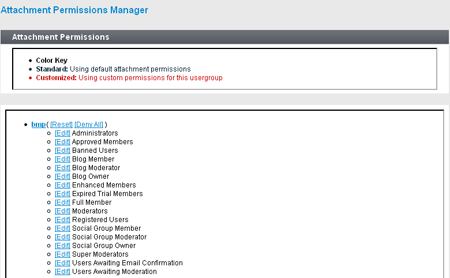 Attachment Permissions Manager
Attachment Permissions
Color Key
Standard: Using default attachment permissions
Customized: Using custom permissions for this usergroup
bmp ( [Reset] [Deny All] )
[Edit] Administrators
[Edit] Approved Members
[Edit] Banned Users
[Edit] Blog Member
[Edit] Blog Moderator
[Edit] Blog Owner
[Edit] Enhanced Members
[Edit] Expired Trial Members
[Edit] Full Member
[Edit] Moderators
[Edit] Registered Users
[Edit] Social Group Member
[Edit] Social Group Moderator
[Edit] Social Group Owner
[Edit] Super Moderators
[Edit] Users Awaiting Email Confirmation
[Edit] Users Awaiting Moderation